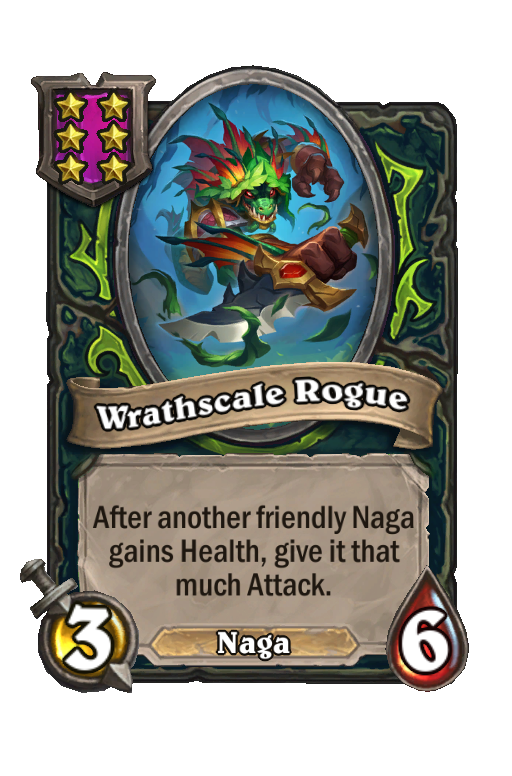 Wrathscale Rogue
After another friendly Naga
gains Health, give it that
much Attack.
3
Naga
6